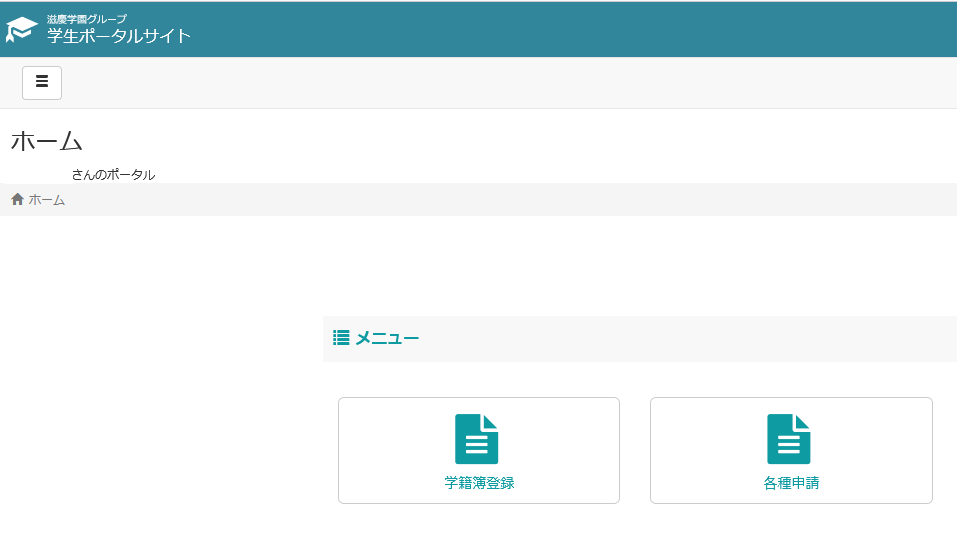 滋慶学園グループ
学生ポータルサイト
ホーム
さんのポータル
ホーム
メニュー
学籍簿登録
各種申請